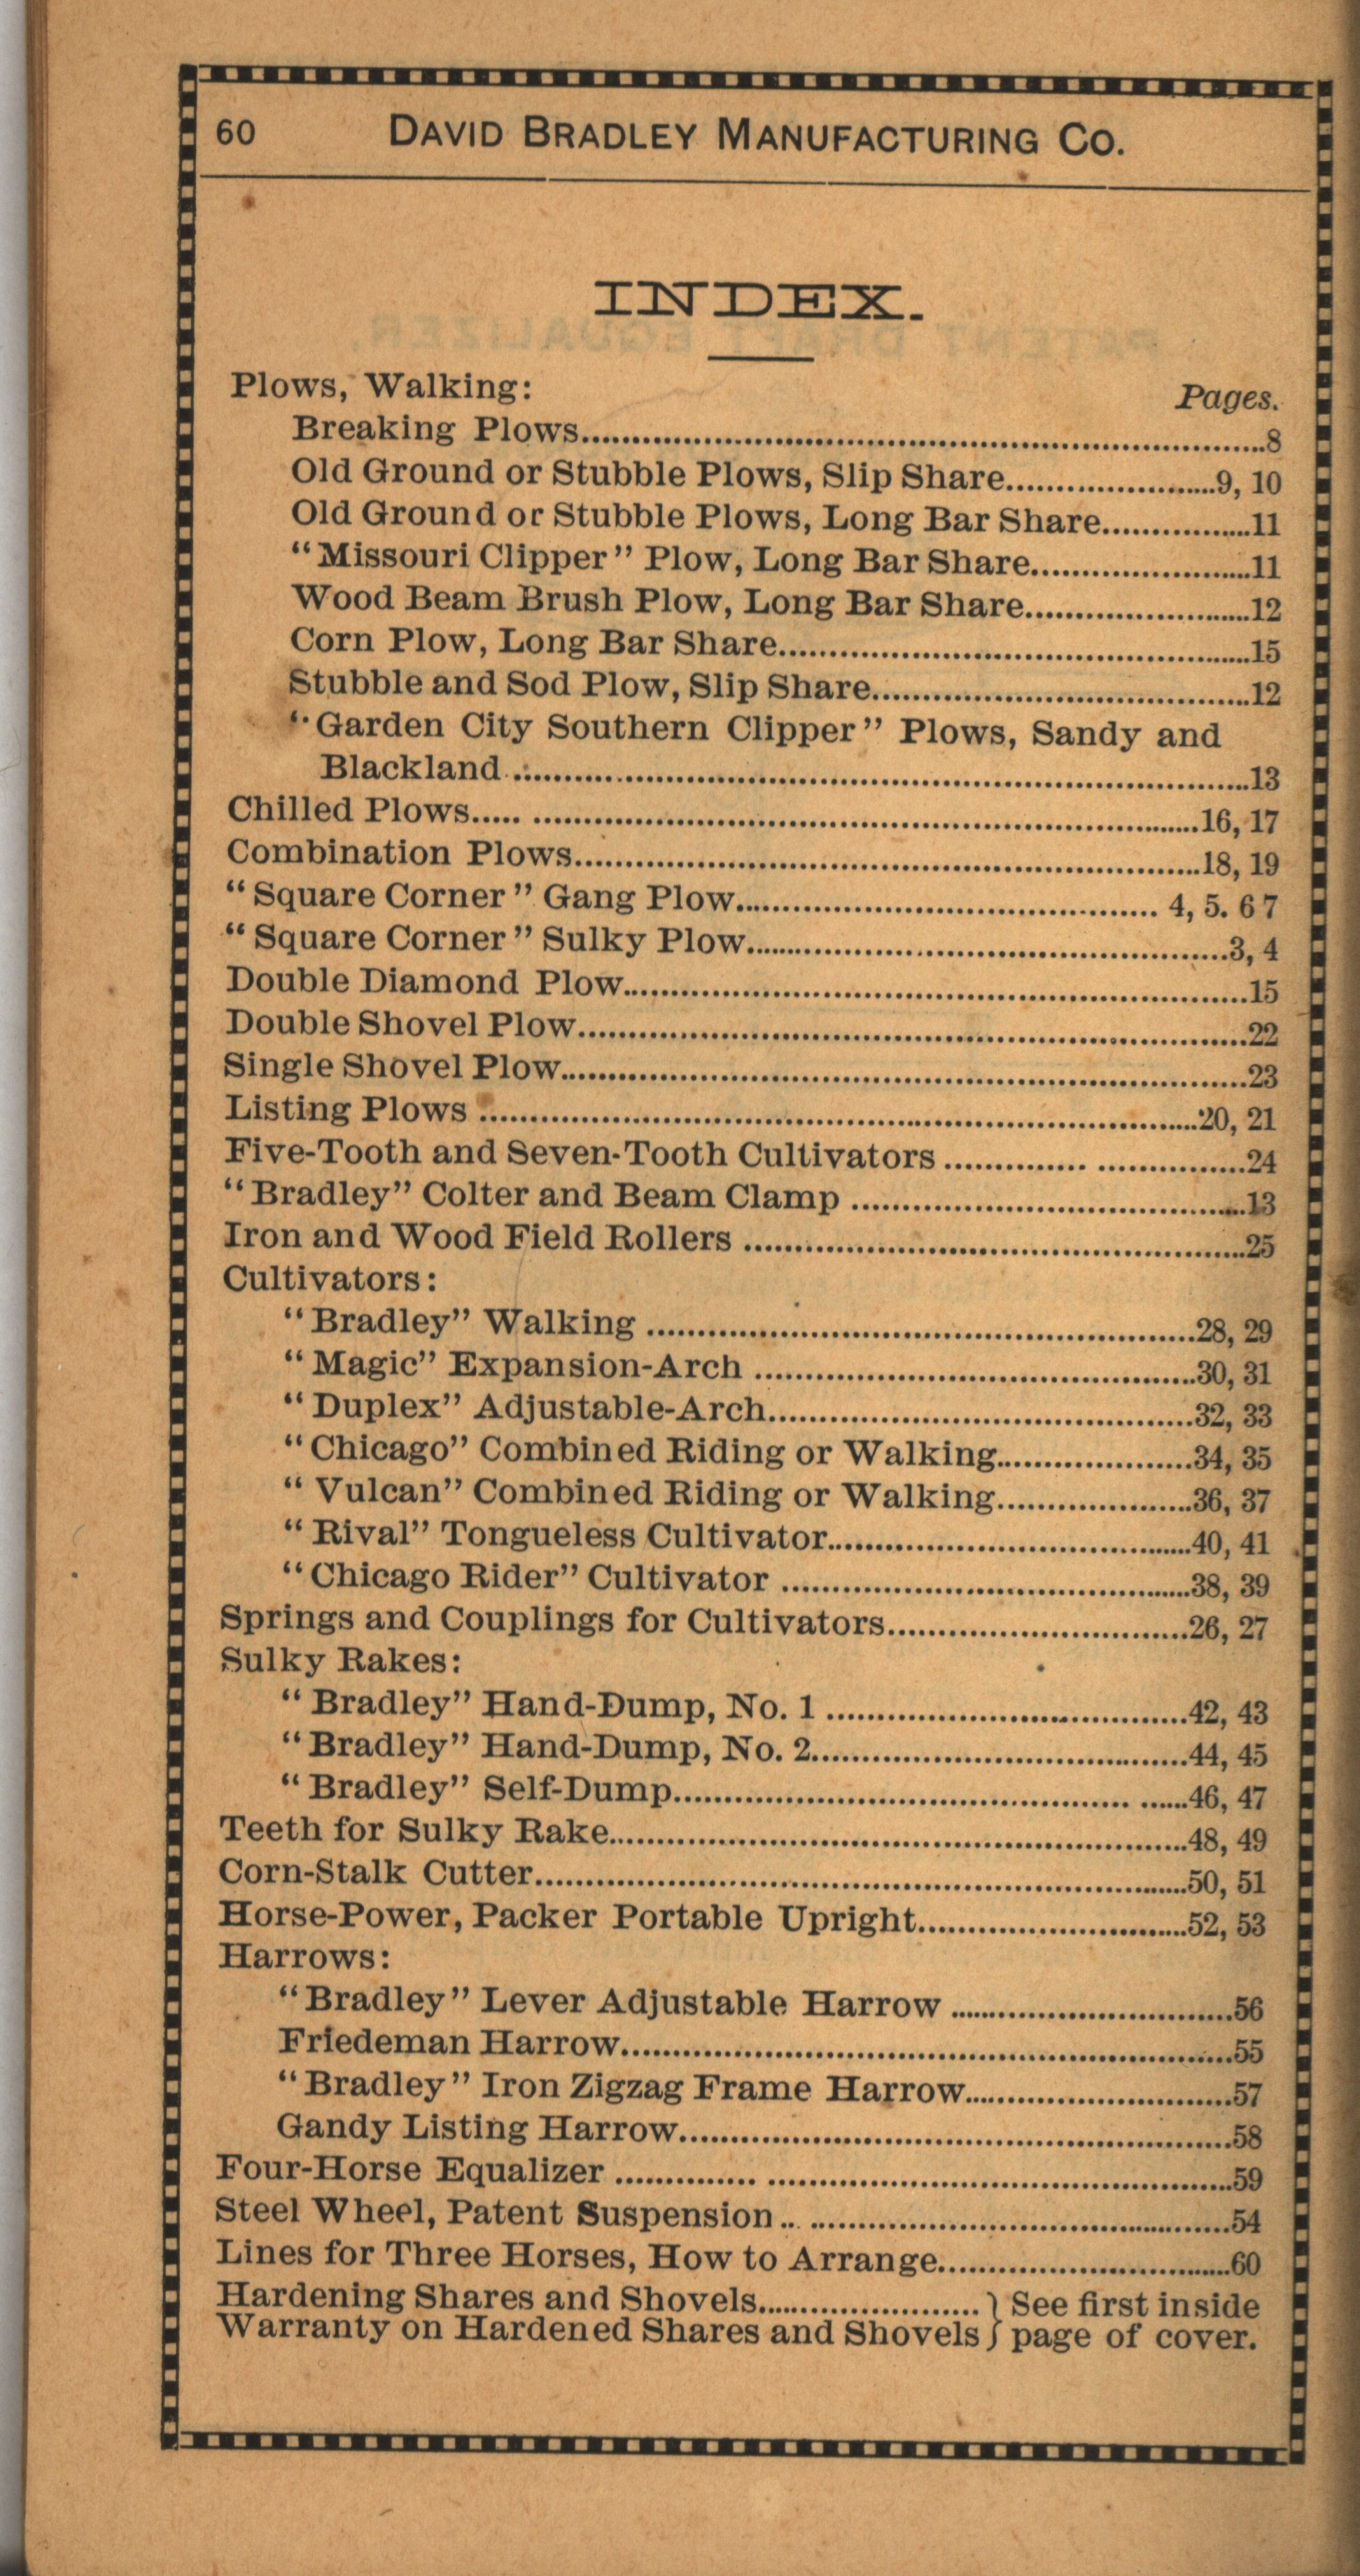 60 DAVID BRADLEY MANUFACTURING CO.
INDEX.
Plows, Walking: Pages.
Breaking Plows........................................8
Old Ground or Stubble Plows, Slip Share....................9, 10
Old Ground or Stubble Plows, Long Bar Share...............11
"Missouri Clipper" Plow, Long Bar Share.....................11
Wood Beam Brush Plow, Long Bar Share.....................12
Corn Plow, Long Bar Share........................................15
Stubble and Sod Plow, Slip Share..............................12
"Garden City Southern Clipper" Plows, Sandy and
Blackland........................................13
Chilled Plows........................................16, 17
Combination Plows........................................18, 19
"Square Corner" Gang Plow........................................4, 5. 6 7
"Square Corner" Sulky Plow........................................3, 4
Double Diamond Plow........................................15
Double Shovel Plow........................................22
Single Shovel Plow........................................23
Listing Plows........................................20, 21
Five-Tooth and Seven-Tooth Cultivators..............................24
"Bradley" Colter and Beam Clamp..............................13
Iron and Wood Field Rollers........................................25
Cultivators:
"Bradley" Walking........................................28, 29
"Magic" Expansion-Arch........................................30, 31
"Duplex" Adjustable-Arch........................................32, 33
"Chicago" Combined Riding or Walking....................34, 35
"Vulcan" Combined Riding or Walking....................36, 37
"Rival" Tongueless Cultivator..............................40, 41
"Chicago Rider" Cultivator..............................38, 39
Springs and Couplings for Cultivators..............................26, 27
Sulky Rakes:
"Bradley" Hand-Dump, No. 1..............................42, 43
"Bradley" Hand-Dump, No. 2..............................44, 45
"Bradley" Self-Dump........................................46, 47
Teeth for Sulky Rake........................................48, 49
Corn-Stalk Cutter........................................50, 51
Horse-Power, Packer Portable Upright..............................52, 53
Harrows:
"Bradley" Lever Adjustable Harrow..............................56
Friedeman Harrow........................................55
"Bradley" Iron Zigzag Frame Harrow..............................57
Gandy Listing Harrow........................................58
Four-Horse Equalizer........................................59
Steel Wheel, Patent Suspension........................................54
Lines for Three Horses, How to Arrange..............................60
Hardening Shares and Shovels.................... } See first inside
Warranty on Hardened Shares and Shovels } page of cover.